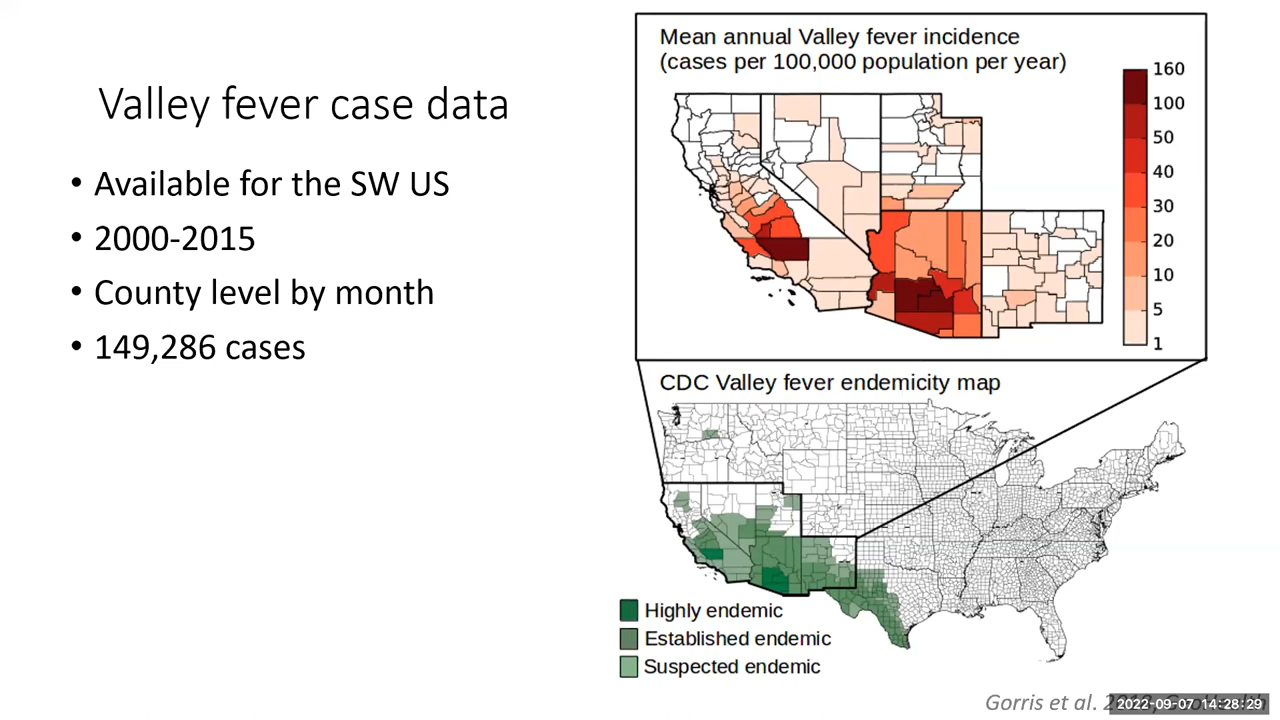 Valley fever case data
• Available for the SW US
• 2000-2015
• County level by month
• 149,286 cases
Mean annual Valley fever incidence
(cases per 100,000 population per year)
160
100
50
40
30
20
10
5
1
CDC Valley fever endemicity map
Highly endemic
Established endemic
Suspected endemic
Gorris et al.
2022-09-07 14:28:29